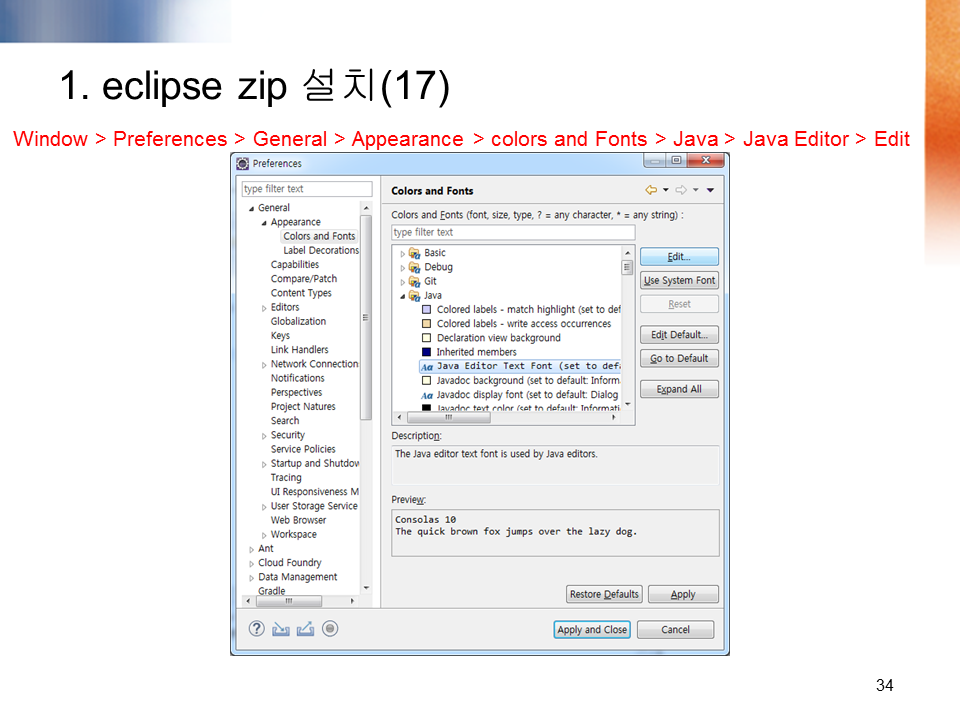 1. eclipse zip 설치(17)
Window > Preferences > General > Appearance > colors and Fonts > Java > Java Editor > Edit
Preferences
type filter text
General
Appearance
Colors and Fonts
Label Decorations
Capabilities
Compare/Patch
Content Types
Editors
Globalization
Keys
Link Handlers
Network Connection
Notifications
Perspectives
Project Natures
Search
Security
Service Policies
Startup and Shutdow
Tracing
UI Responsiveness M
User Storage Service
Web Browser
Workspace
Ant
Cloud Foundry
Data Management
Gradle
Colors and Fonts
Colors and Fonts (font, size, type, ? = any character, * = any string) :
type filter text
Basic
Debug
Git
Java
Colored labels - match highlight (set to def
Colored labels - write access occurrences
Declaration view background
Inherited members
Java Editor Text Font (set to defa
Javadoc background (set to default: Inform
Javadoc display font (set to default: Dialog
Javadoc text color (set to default: Informati
Edit...
Use System Font
Reset
Edit Default...
Go to Default
Expand All
Description:
The Java editor text font is used by Java editors.
Preview:
Consolas 10
The quick brown fox jumps over the lazy dog.
Restore Defaults
Apply
Apply and Close
Cancel
34